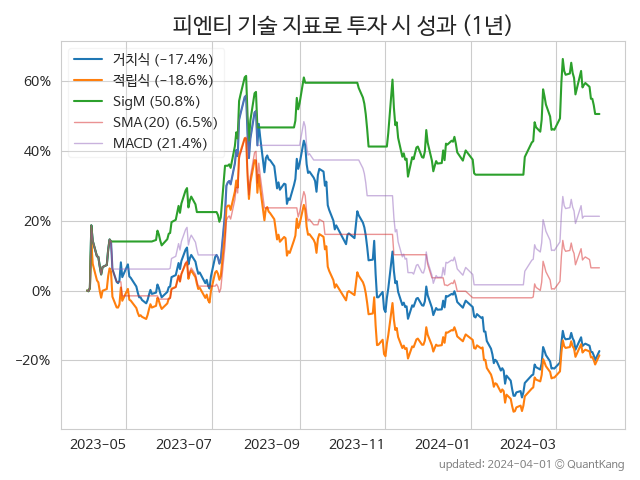 피엔티 기술 지표로 투자 시 성과 (1년)
거치식 (−17.4%)
적립식 (−18.6%)
SigM (50.8%)
SMA(20) (6.5%)
MACD (21.4%)
60%
40%
20%
0%
−20%
2023-05 2023-07 2023-09 2023-11 2024-01 2024-03
updated: 2024-04-01 © QuantKang